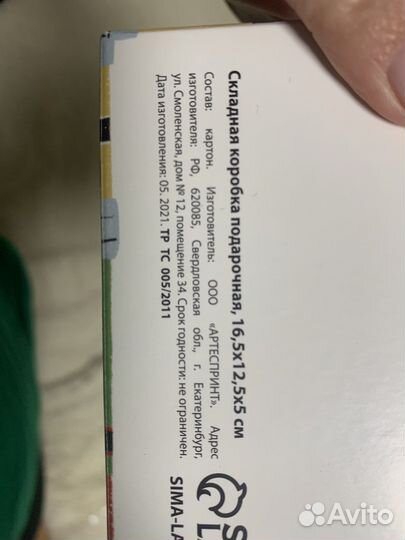 Складная коробка подарочная, 16,5х12,5х5 см
Состав: картон. Изготовитель: ООО «АРТЕСПРИНТ». Адрес
изготовителя: РФ, 620085, Свердловская обл., г. Екатеринбург,
ул. Смоленская, дом № 12, помещение 34. Срок годности: не ограничен.
Дата изготовления: 05. 2021. ТР ТС 005/2011
SIMA-LA
Avito